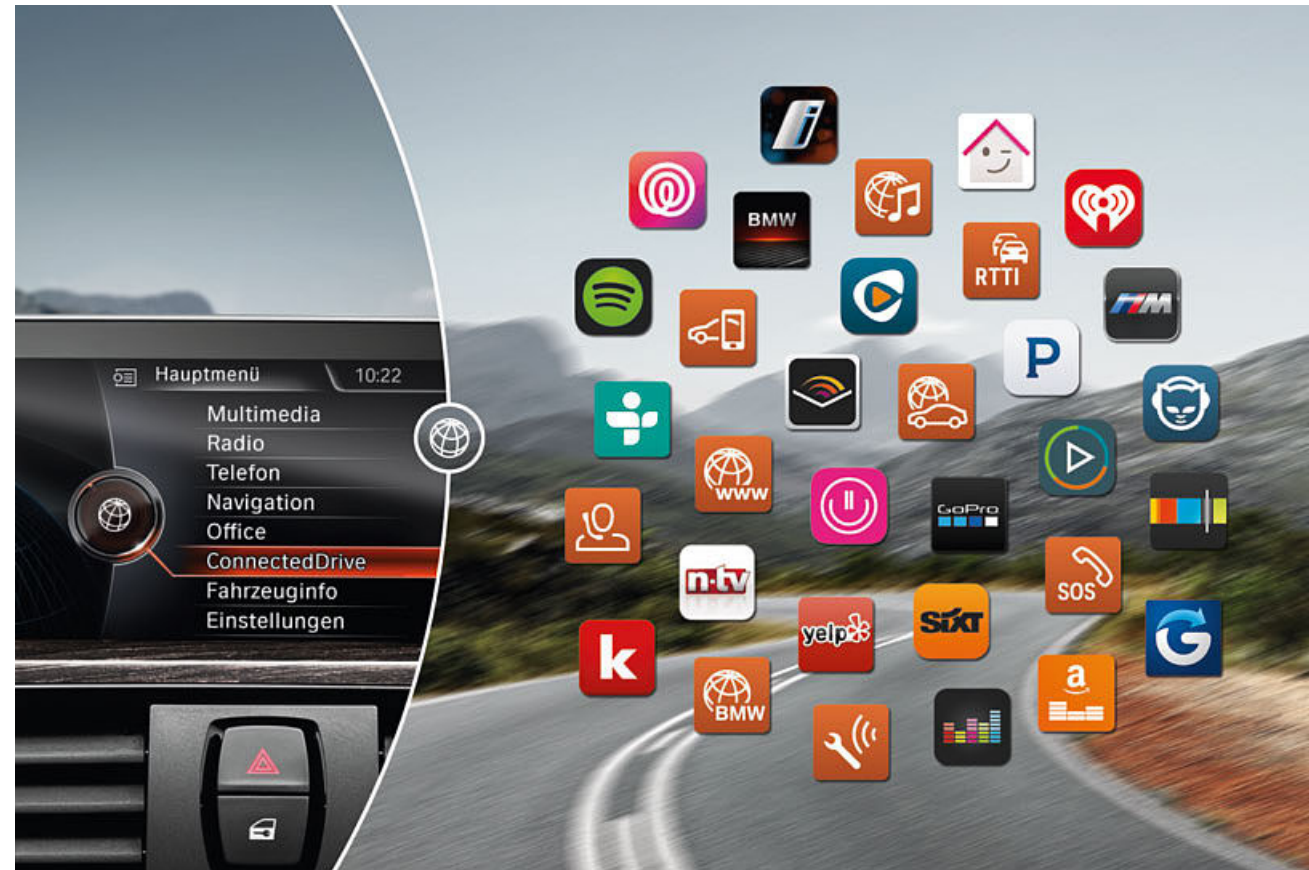 Hauptmenü 10:22
Multimedia
Radio
Telefon
Navigation
Office
ConnectedDrive
Fahrzeuginfo
Einstellungen
i
BMW
RTTI
M
P
WWW
GoPro
n-tv
SOS
yelp
SIXT
k
G
BMW
a